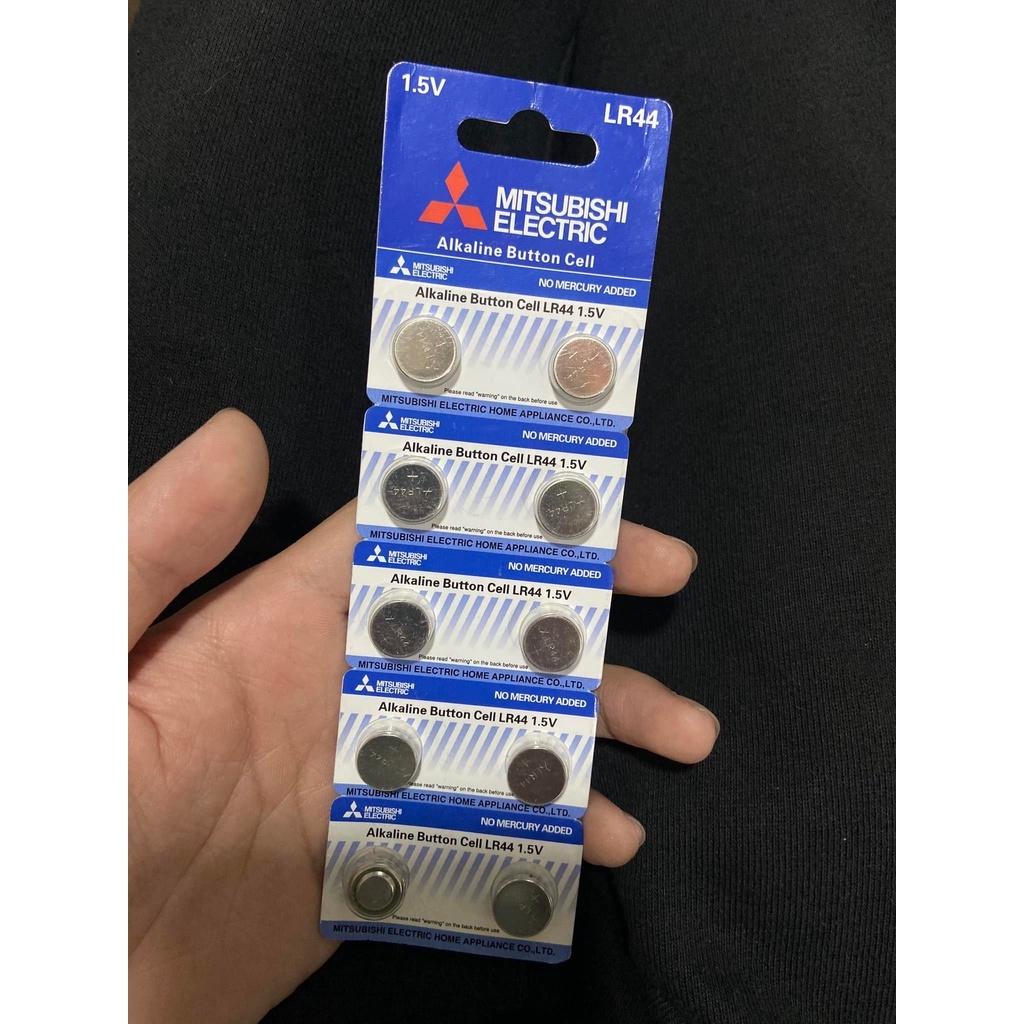 1.5V
LR44
MITSUBISHI
ELECTRIC
Alkaline Button Cell
MITSUBISHI
ELECTRIC
NO MERCURY ADDED
Alkaline Button Cell LR44 1.5V
Please read "warning" on the back before use
MITSUBISHI ELECTRIC HOME APPLIANCE CO.,LTD.
MITSUBISHI
ELECTRIC
NO MERCURY ADDED
Alkaline Button Cell LR44 1.5V
+
LR44
+
LR44
Please read "warning" on the back before use
MITSUBISHI ELECTRIC HOME APPLIANCE CO.,LTD.
MITSUBISHI
ELECTRIC
NO MERCURY ADDED
Alkaline Button Cell LR44 1.5V
LR44
LR44
Please read "warning" on the back before use
MITSUBISHI ELECTRIC HOME APPLIANCE CO.,LTD.
MITSUBISHI
ELECTRIC
NO MERCURY ADDED
Alkaline Button Cell LR44 1.5V
+
LR44
LR44
Please read "warning" on the back before use
MITSUBISHI ELECTRIC HOME APPLIANCE CO.,LTD.
MITSUBISHI
ELECTRIC
NO MERCURY ADDED
Alkaline Button Cell LR44 1.5V
Please read "warning" on the back before use
MITSUBISHI ELECTRIC HOME APPLIANCE CO.,LTD.